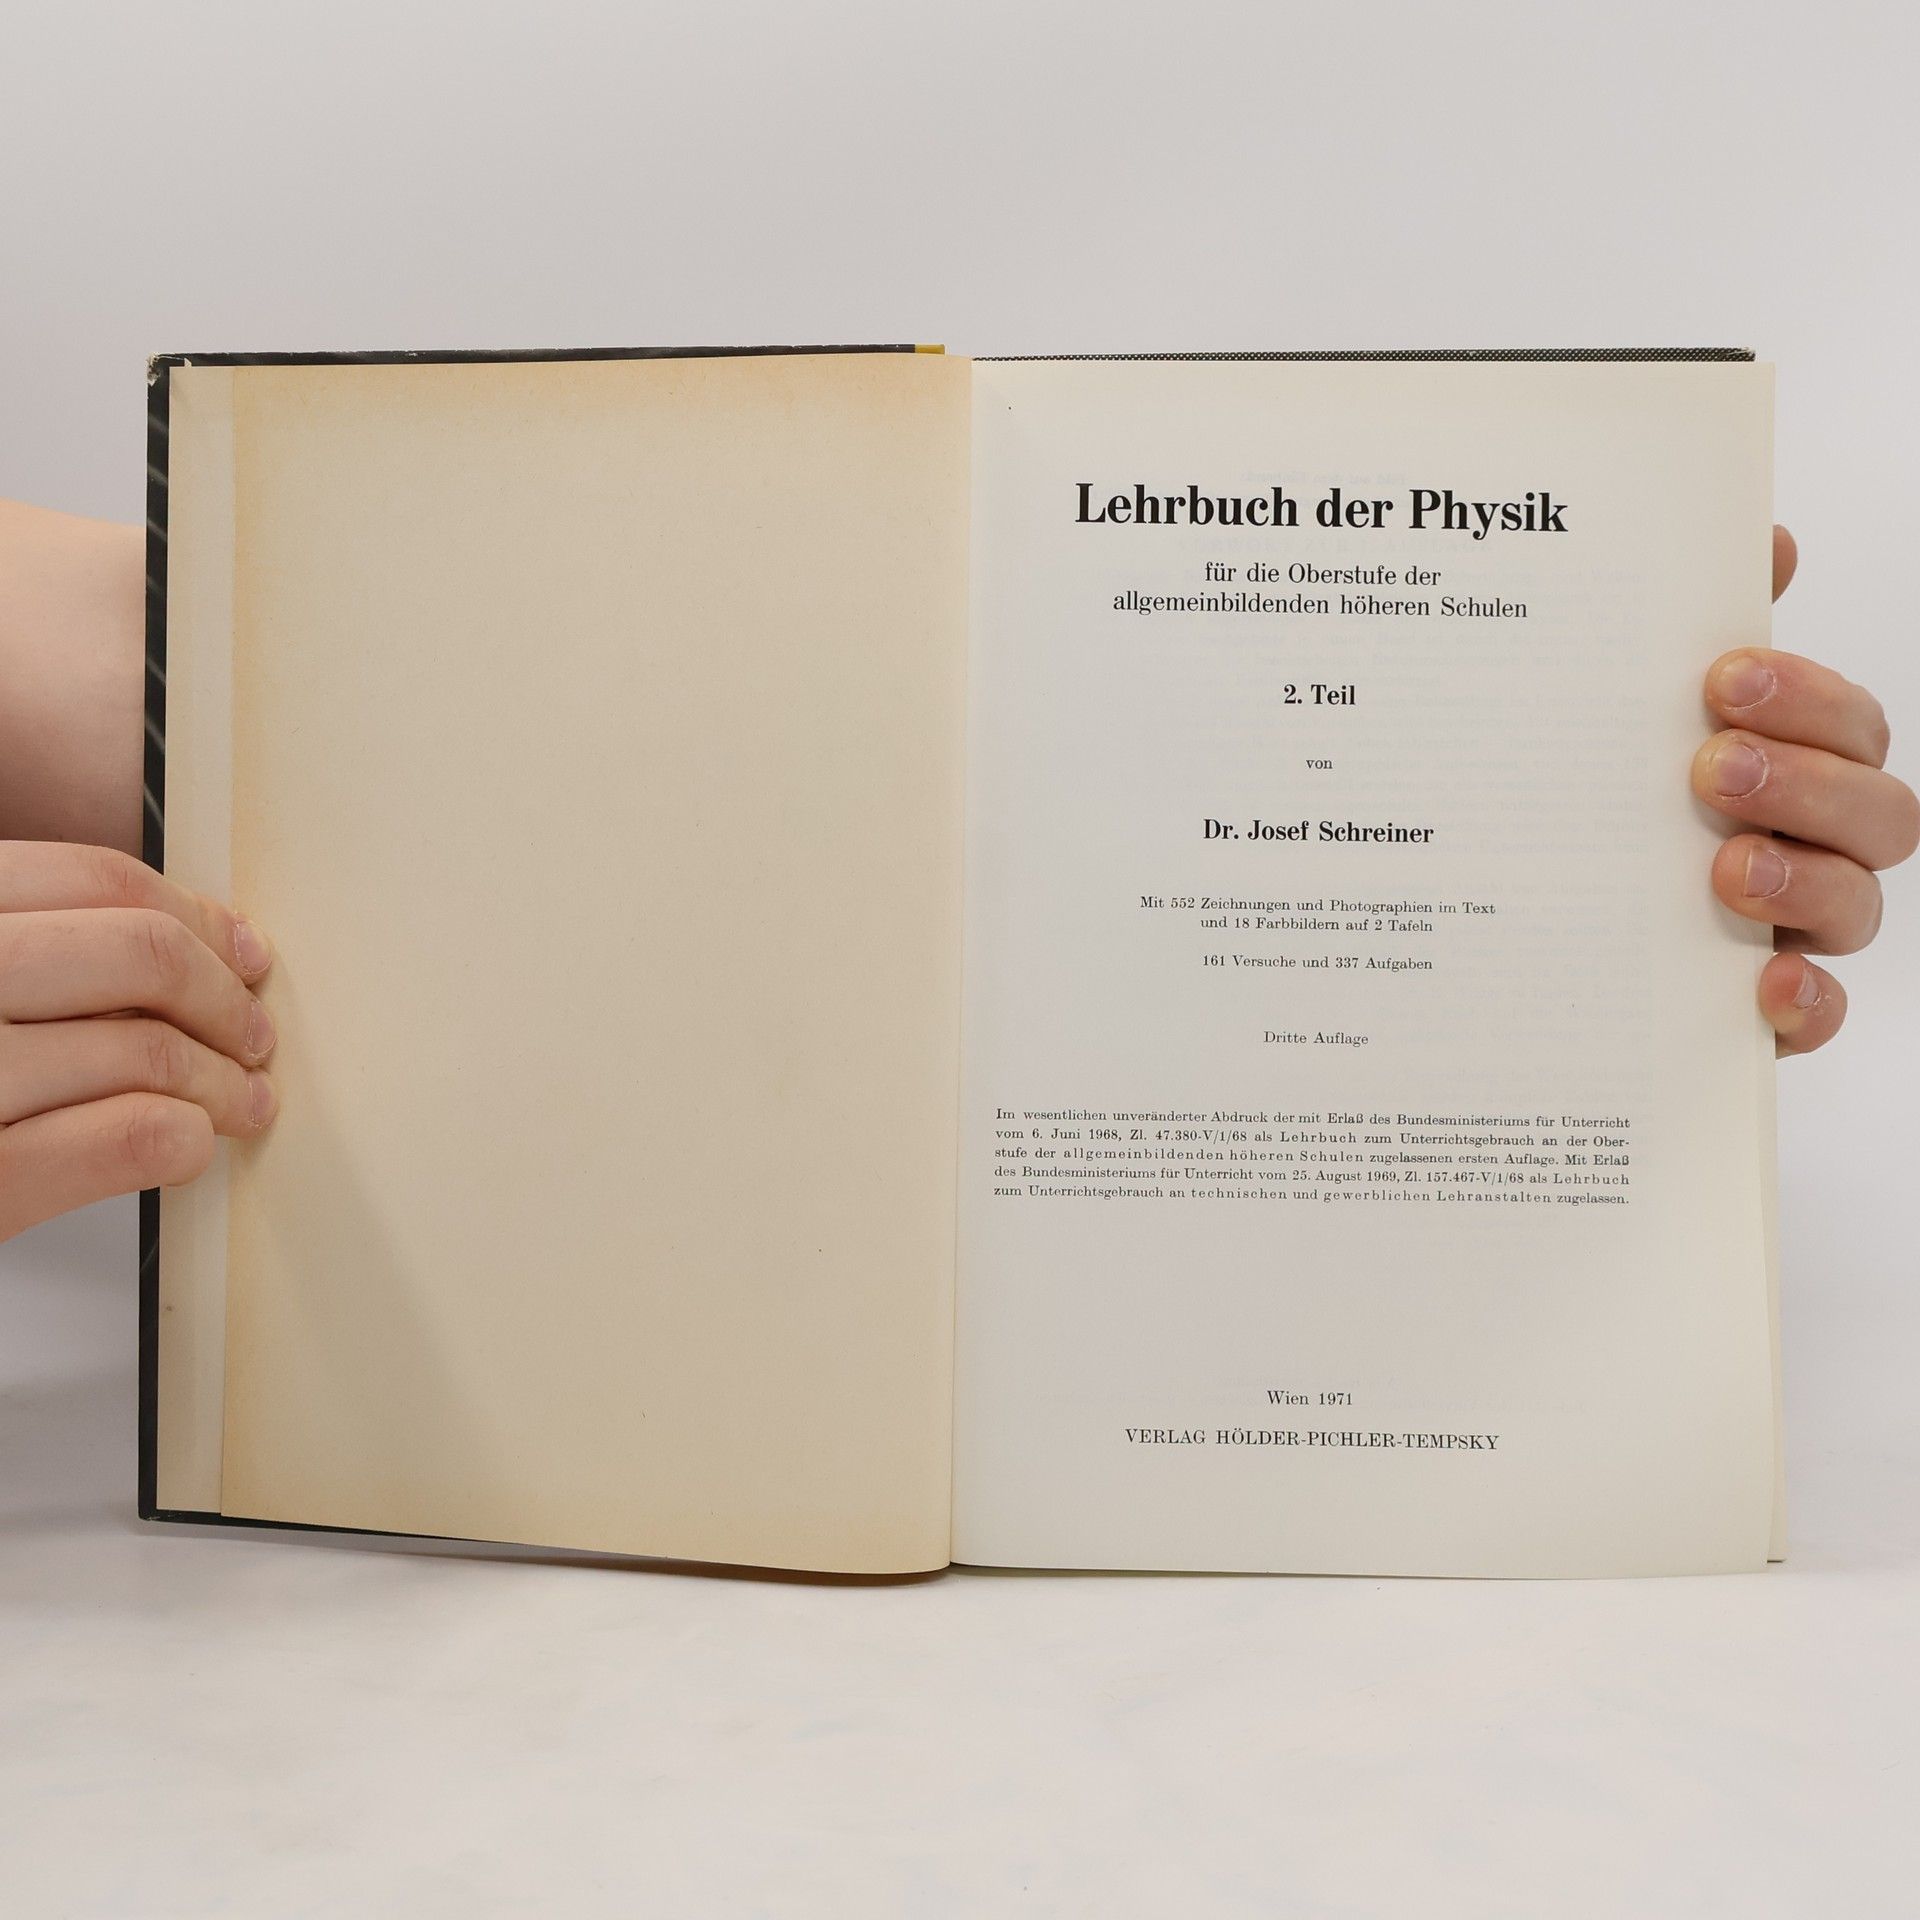 Lehrbuch der Physik
für die Oberstufe der
allgemeinbildenden höheren Schulen
2. Teil
von
Dr. Josef Schreiner
Mit 552 Zeichnungen und Photographien im Text
und 18 Farbbildern auf 2 Tafeln
161 Versuche und 337 Aufgaben
Dritte Auflage
Im wesentlichen unveränderter Abdruck der mit Erlaß des Bundesministeriums für Unterricht
vom 6. Juni 1968, Zl. 47.380-V/1/68 als Lehrbuch zum Unterrichtsgebrauch an der Ober-
stufe der allgemeinbildenden höheren Schulen zugelassenen ersten Auflage. Mit Erlaß
des Bundesministeriums für Unterricht vom 25. August 1969, Zl. 157.467-V/1/68 als Lehrbuch
zum Unterrichtsgebrauch an technischen und gewerblichen Lehranstalten zugelassen.
Wien 1971
VERLAG HÖLDER-PICHLER-TEMPSKY